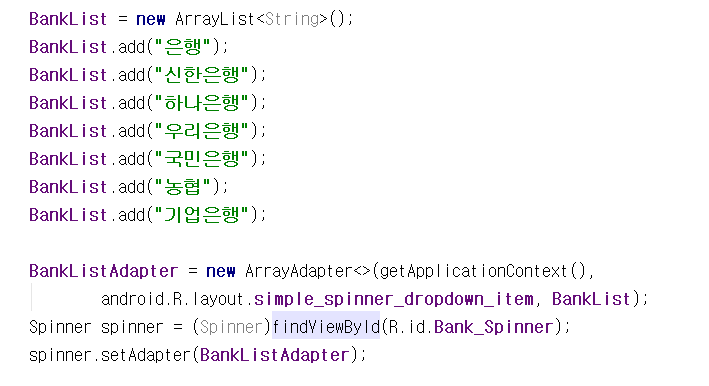 BankList = new ArrayList<String>();
BankList.add("은행");
BankList.add("신한은행");
BankList.add("하나은행");
BankList.add("우리은행");
BankList.add("국민은행");
BankList.add("농협");
BankList.add("기업은행");
BankListAdapter = new ArrayAdapter<>(getApplicationContext(),
android.R.layout.simple_spinner_dropdown_item, BankList);
Spinner spinner = (Spinner)findViewById(R.id.Bank_Spinner);
spinner.setAdapter(BankListAdapter);